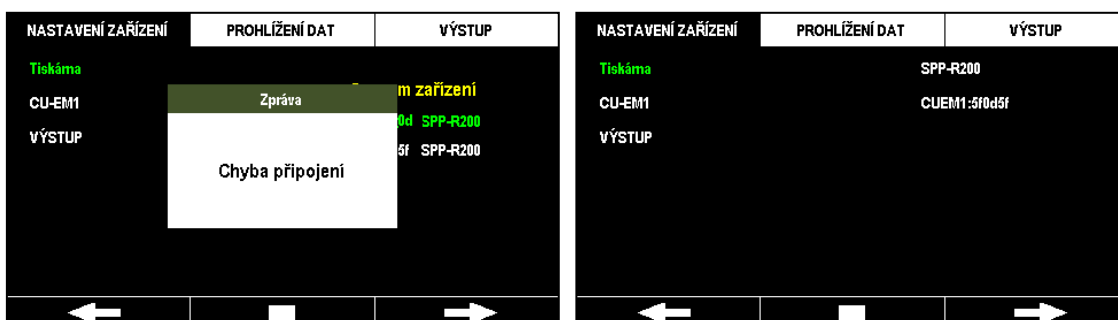 NASTAVENÍ ZAŘÍZENÍ PROHLÍŽENÍ DAT VÝSTUP
Tiskárna
m zařízení
CU-EM1
Zpráva
0d SPP-R200
VÝSTUP
5f SPP-R200
Chyba připojení
NASTAVENÍ ZAŘÍZENÍ PROHLÍŽENÍ DAT VÝSTUP
Tiskárna SPP-R200
CU-EM1 CUEM1:5f0d5f
VÝSTUP